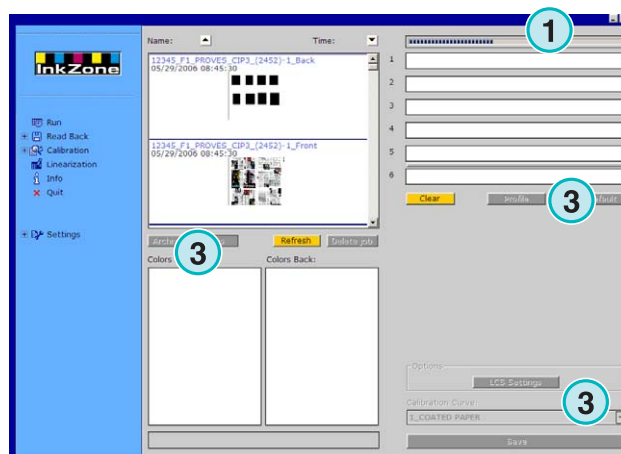 InkZone
Run
Read Back
Calibration
Linearization
Info
Quit
Settings
Name:
Time:
12345_F1_PROVES_CIP3_(2452)-1_Back
05/29/2006 08:45:30
12345_F1_PROVES_CIP3_(2452)-1_Front
05/29/2006 08:45:30
3
Refresh
Delete job
Colors
Colors Back:
1
1
2
3
4
5
6
Clear
Profile
3
Options
LCS Settings
Calibration Curve
3
1_COATED PAPER
Save